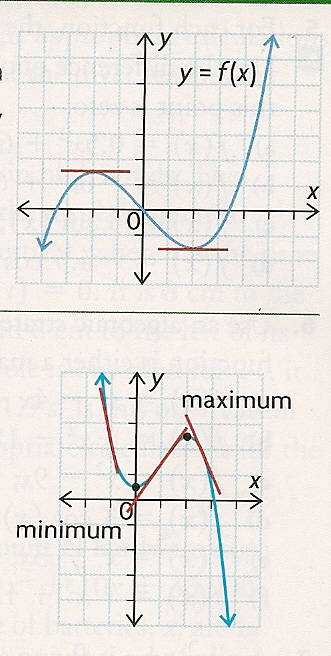 y
y = f(x)
x
0
y
maximum
x
0
minimum